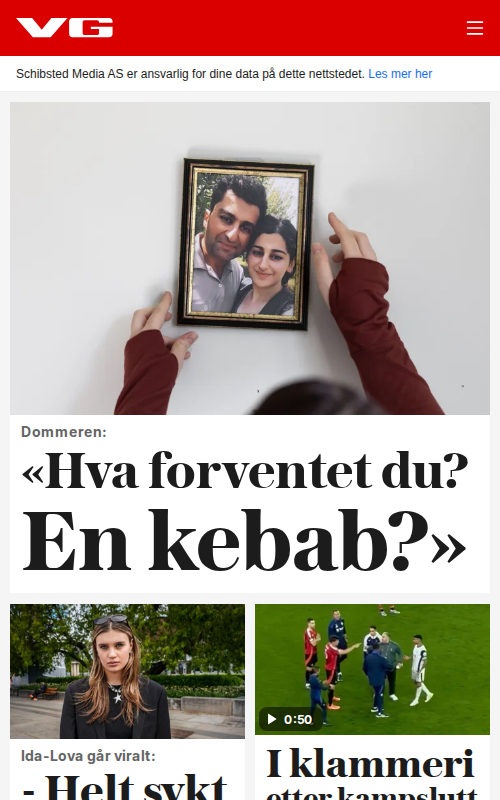 VG
Schibsted Media AS er ansvarlig for dine data på dette nettstedet. Les mer her
Dommeren:
«Hva forventet du?
En kebab?»
Ida-Lova går viralt:
- Helt sykt
0:50
I klammeri
etter kampslutt